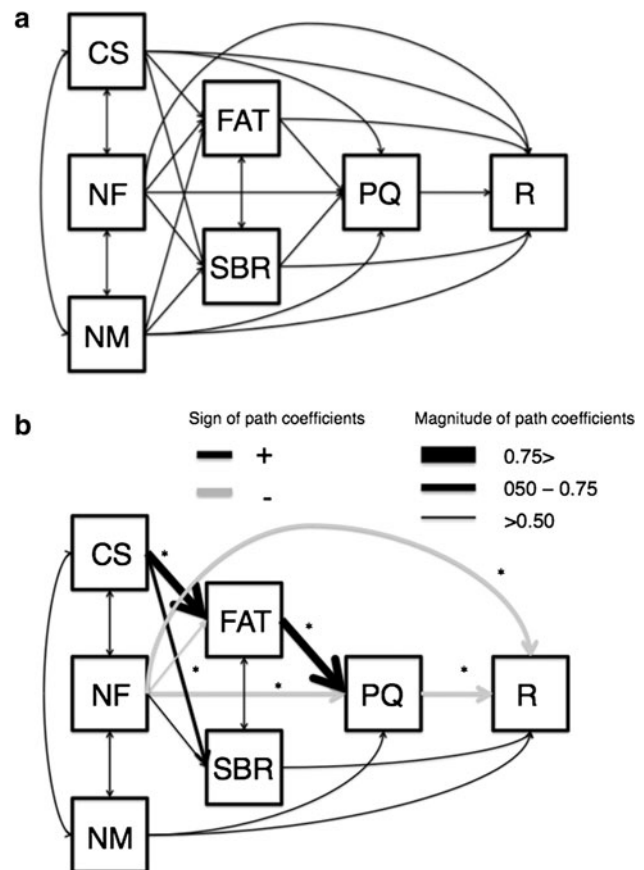 a
CS
FAT
NF
PQ
R
SBR
NM
b
Sign of path coefficients
Magnitude of path coefficients
+
0.75>
-
050 – 0.75
>0.50
CS
*
*
FAT
*
*
*
*
NF
PQ
R
SBR
NM